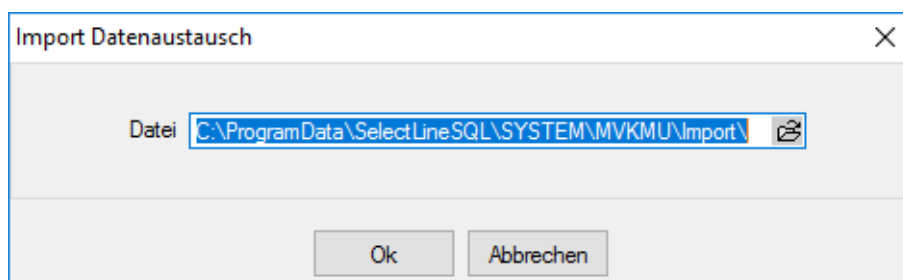 Import Datenaustausch
Datei C:\ProgramData\SelectLineSQL\SYSTEM\MVKMU\Import\
Ok Abbrechen